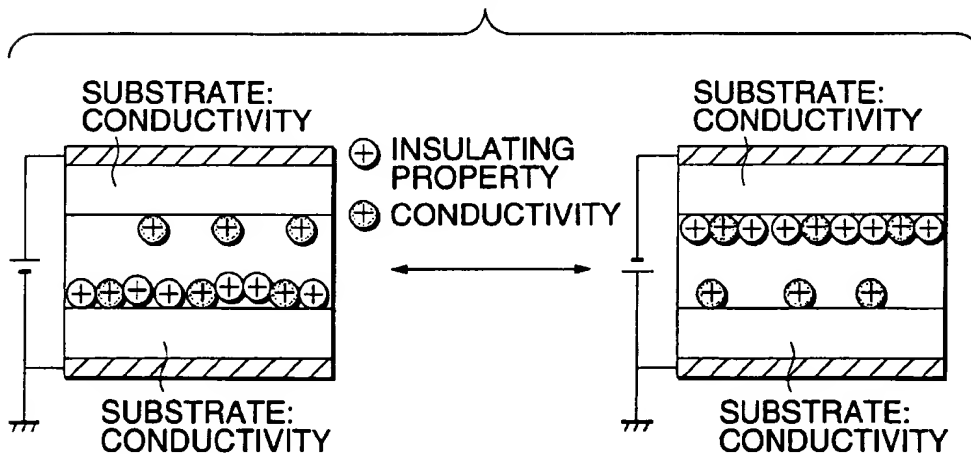 SUBSTRATE:
CONDUCTIVITY
INSULATING
PROPERTY
CONDUCTIVITY
SUBSTRATE:
CONDUCTIVITY
SUBSTRATE:
CONDUCTIVITY
SUBSTRATE:
CONDUCTIVITY